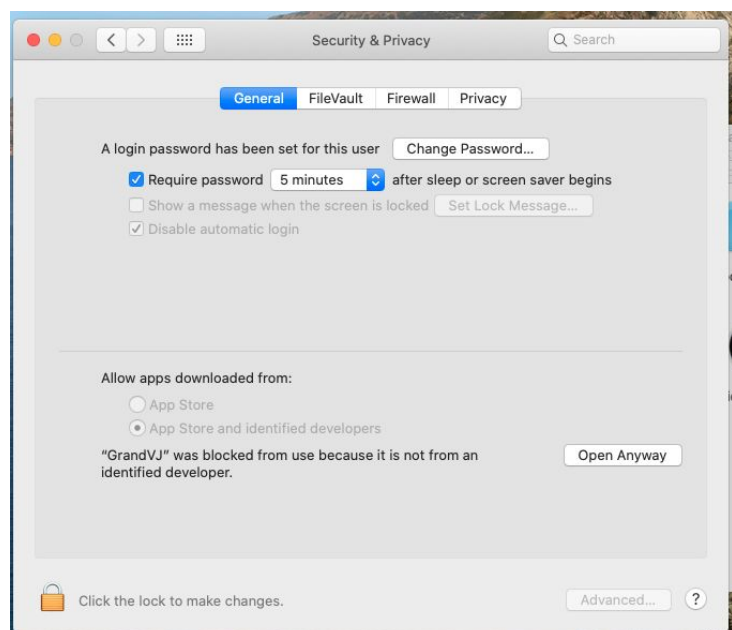 Security & Privacy
Search
General FileVault Firewall Privacy
A login password has been set for this user Change Password...
Require password 5 minutes after sleep or screen saver begins
Show a message when the screen is locked Set Lock Message...
Disable automatic login
Allow apps downloaded from:
App Store
App Store and identified developers
“GrandVJ” was blocked from use because it is not from an Open Anyway
identified developer.
Click the lock to make changes. Advanced... ?